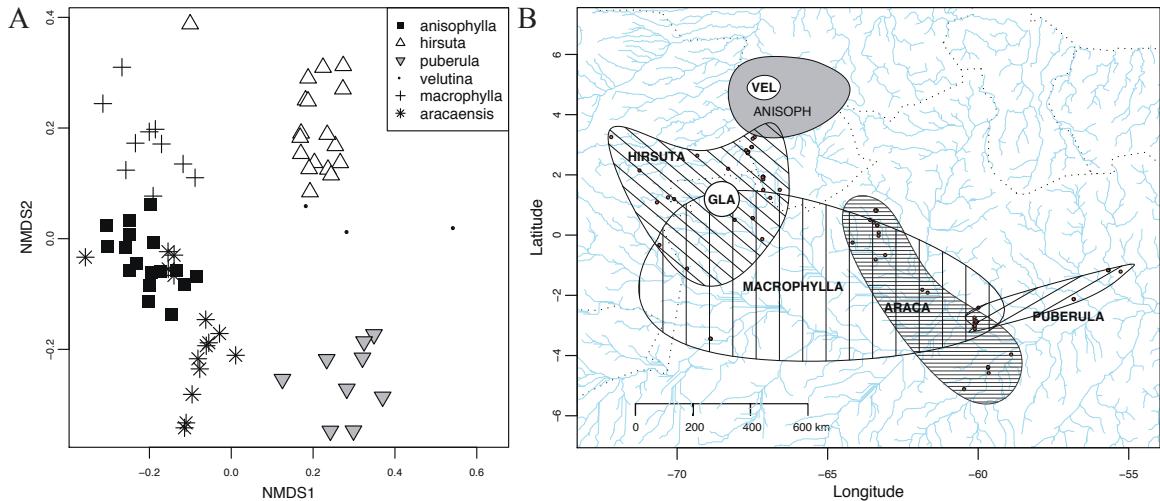 A
B
anisophylla
hirsuta
puberula
velutina
macrophylla
aracaensis
0.4
0.2
0.0
−0.2
NMDS2
−0.2
0.0
0.2
0.4
0.6
NMDS1
6
4
2
0
−2
−4
−6
Latitude
VEL
ANISOPH
HIRSUTA
GLA
MACROPHYLLA
ARACA
PUBERULA
0
200
400
600 km
−70
−65
−60
−55
Longitude